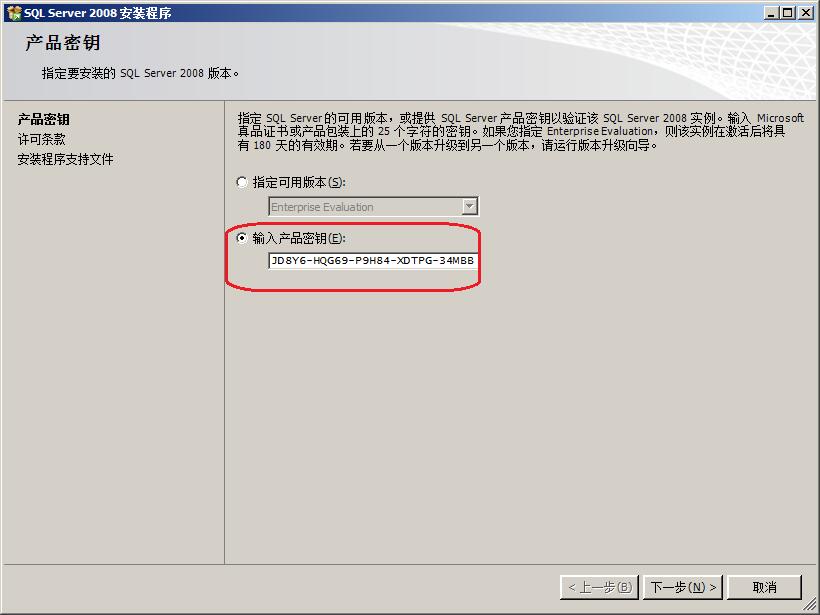 SQL Server 2008 安装程序
产品密钥
指定要安装的 SQL Server 2008 版本。
产品密钥
许可条款
安装程序支持文件
指定 SQL Server 的可用版本，或提供 SQL Server 产品密钥以验证该 SQL Server 2008 实例。输入 Microsoft
真品证书或产品包装上的 25 个字符的密钥。如果您指定 Enterprise Evaluation，则该实例在激活后将具
有 180 天的有效期。若要从一个版本升级到另一个版本，请运行版本升级向导。
指定可用版本(S):
Enterprise Evaluation
输入产品密钥(E):
JD8Y6-HQG69-P9H84-XDTPG-34MBB
< 上一步(B)
下一步(N) >
取消